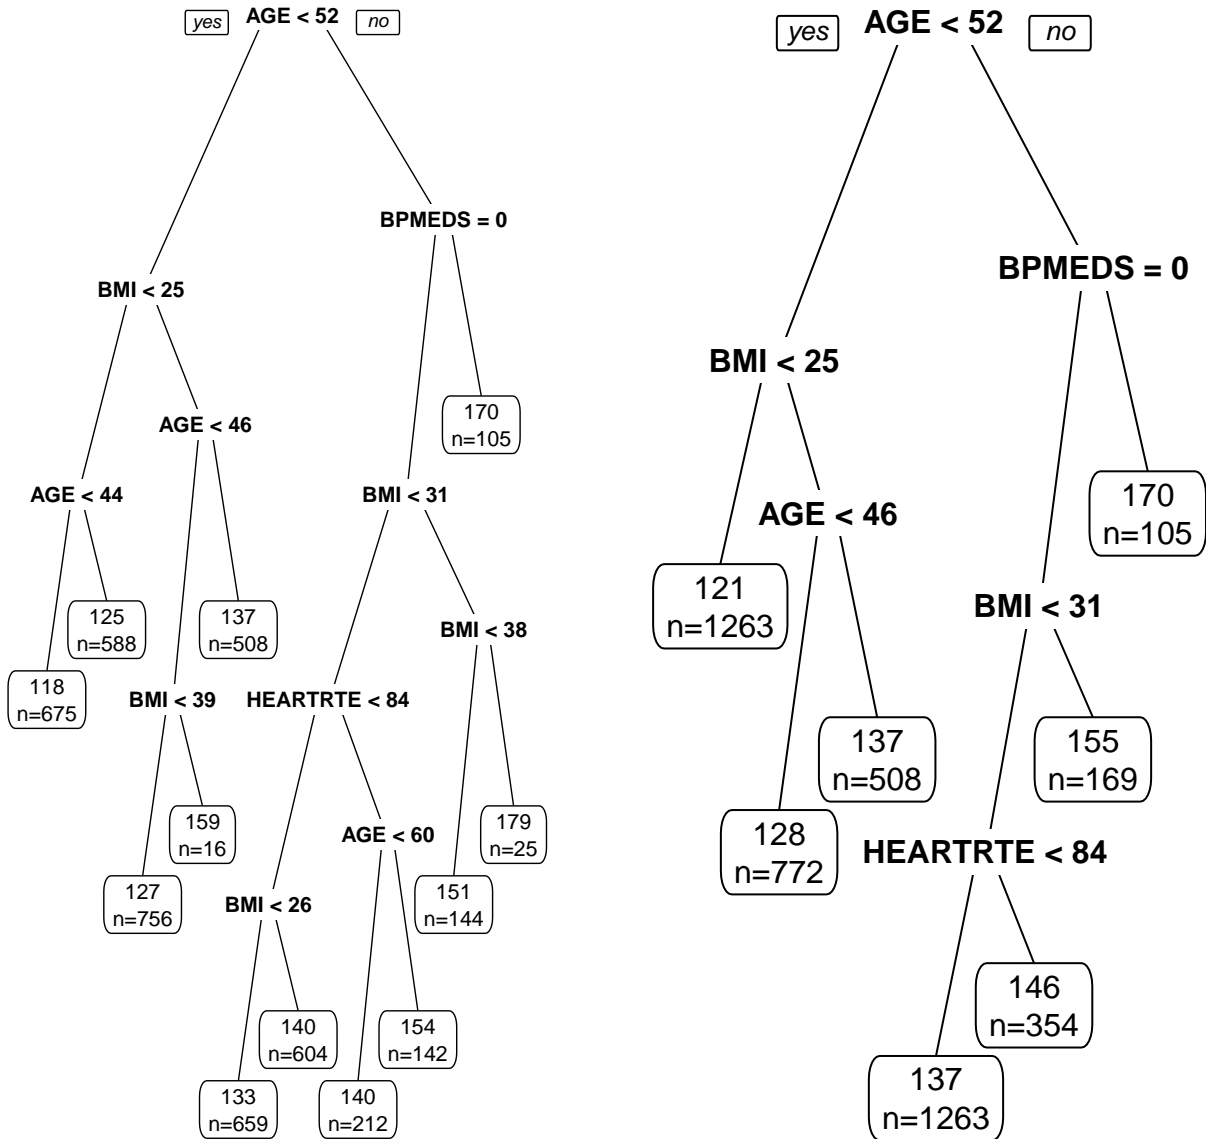 yes AGE < 52 no
BPMEDS = 0
BMI < 25
170
n=105
AGE < 46
AGE < 44
BMI < 31
125
n=588
137
n=508
BMI < 38
118
n=675
BMI < 39
HEARTRTE < 84
159
n=16
179
n=25
AGE < 60
127
n=756
151
n=144
BMI < 26
140
n=604
154
n=142
133
n=659
140
n=212
yes AGE < 52 no
BPMEDS = 0
BMI < 25
170
n=105
AGE < 46
121
n=1263
BMI < 31
137
n=508
155
n=169
128
n=772
HEARTRTE < 84
146
n=354
137
n=1263